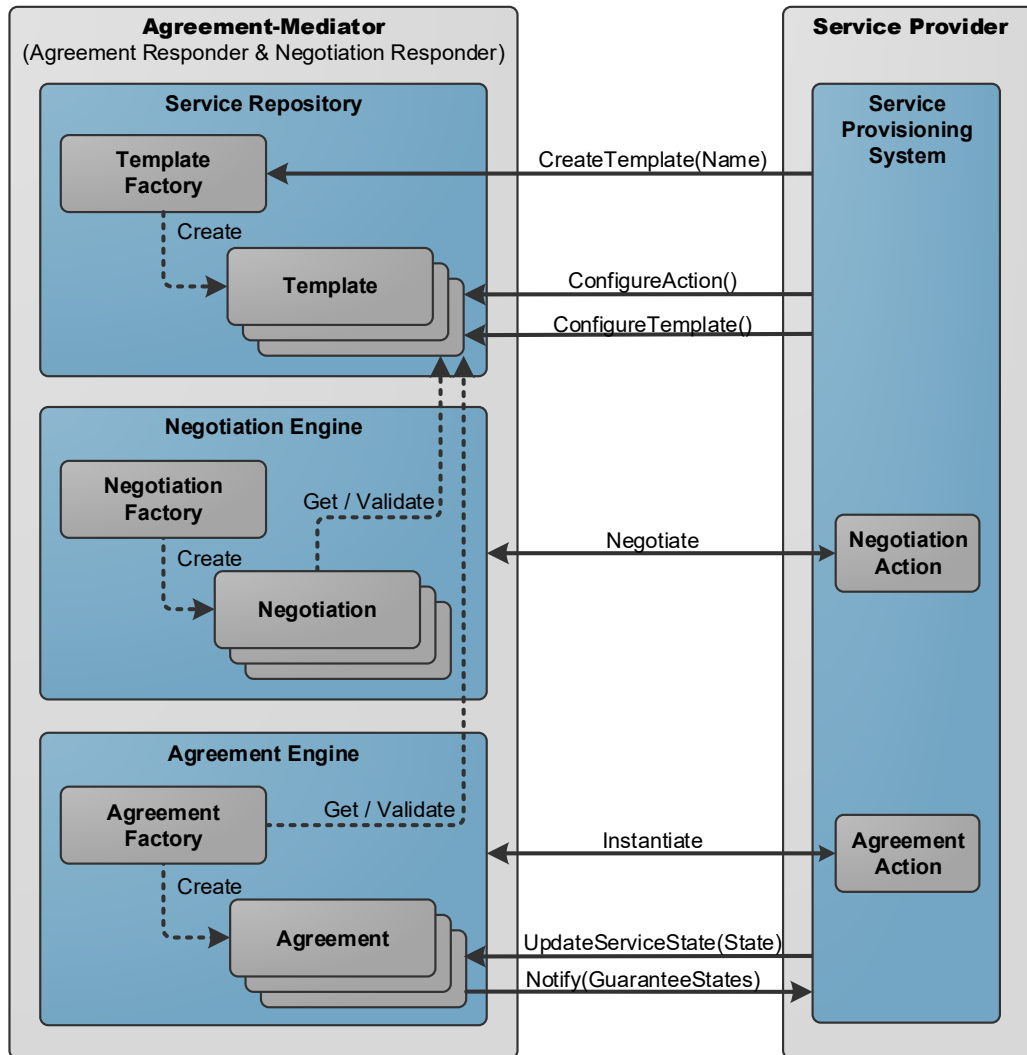 Agreement-Mediator
(Agreement Responder & Negotiation Responder)
Service Repository
Template
Factory
Create
Template
Negotiation Engine
Negotiation
Factory
Get / Validate
Create
Negotiation
Agreement Engine
Agreement
Factory
Get / Validate
Create
Agreement
CreateTemplate(Name)
ConfigureAction()
ConfigureTemplate()
Negotiate
Instantiate
UpdateServiceState(State)
Notify(GuaranteeStates)
Service Provider
Service
Provisioning
System
Negotiation
Action
Agreement
Action